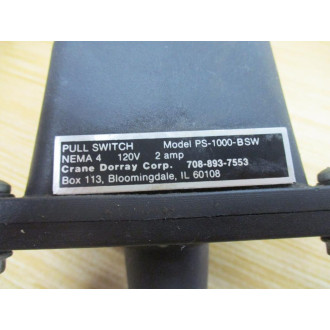 PULL SWITCH Model PS-1000-BSW
NEMA 4 120V 2 amp
Crane Dorray Corp. 708-893-7553
Box 113, Bloomingdale, IL 60108